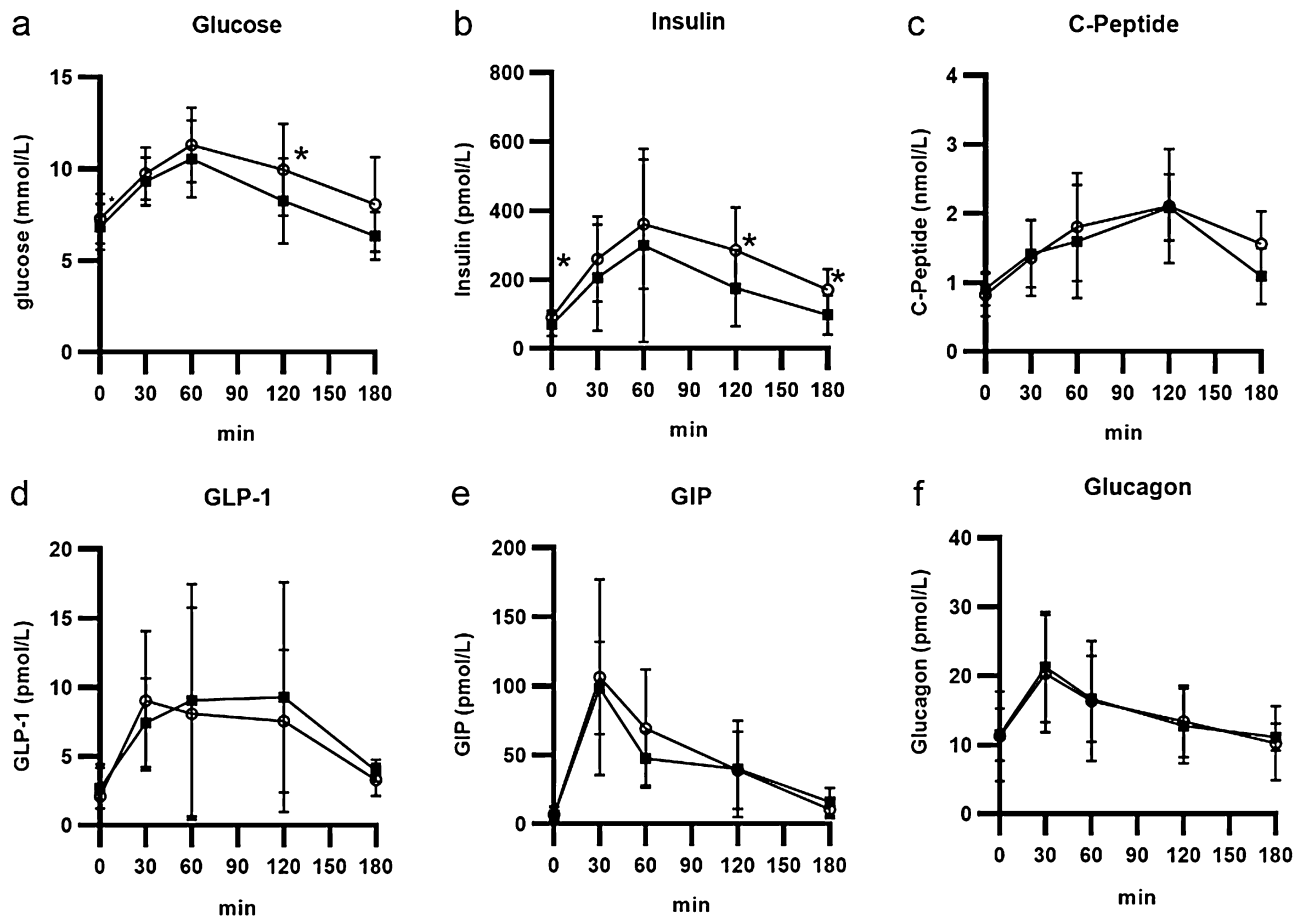 a
Glucose
glucose (mmol/L)
15
10
5
0
*
*
0 30 60 90 120 150 180
min
b
Insulin
Insulin (pmol/L)
800
600
400
200
0
*
*
*
0 30 60 90 120 150 180
min
c
C-Peptide
C-Peptide (nmol/L)
4
3
2
1
0
0 30 60 90 120 150 180
min
d
GLP-1
GLP-1 (pmol/L)
20
15
10
5
0
0 30 60 90 120 150 180
min
e
GIP
GIP (pmol/L)
200
150
100
50
0
0 30 60 90 120 150 180
min
f
Glucagon
Glucagon (pmol/L)
40
30
20
10
0
0 30 60 90 120 150 180
min